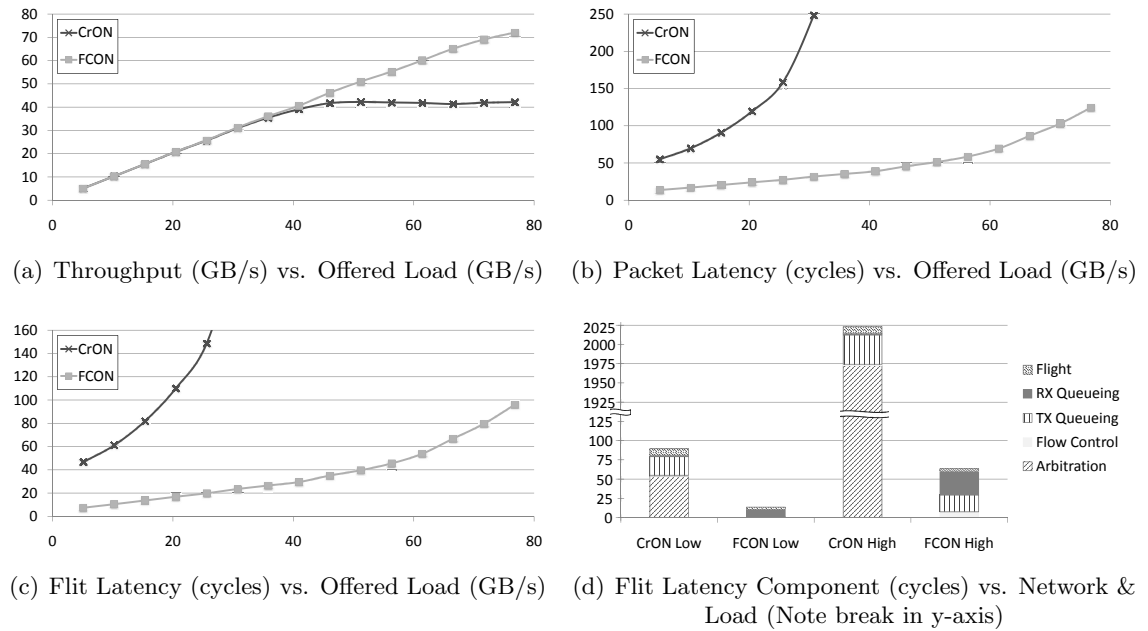 80
70
60
50
40
30
20
10
0
CrON
FCON
0 20 40 60 80
(a) Throughput (GB/s) vs. Offered Load (GB/s)
250
200
150
100
50
0
CrON
FCON
0 20 40 60 80
(b) Packet Latency (cycles) vs. Offered Load (GB/s)
160
140
120
100
80
60
40
20
0
CrON
FCON
0 20 40 60 80
(c) Flit Latency (cycles) vs. Offered Load (GB/s)
2025
2000
1975
1950
1925
125
100
75
50
25
0
CrON Low FCON Low CrON High FCON High
Flight
RX Queueing
TX Queueing
Flow Control
Arbitration
(d) Flit Latency Component (cycles) vs. Network &
Load (Note break in y-axis)